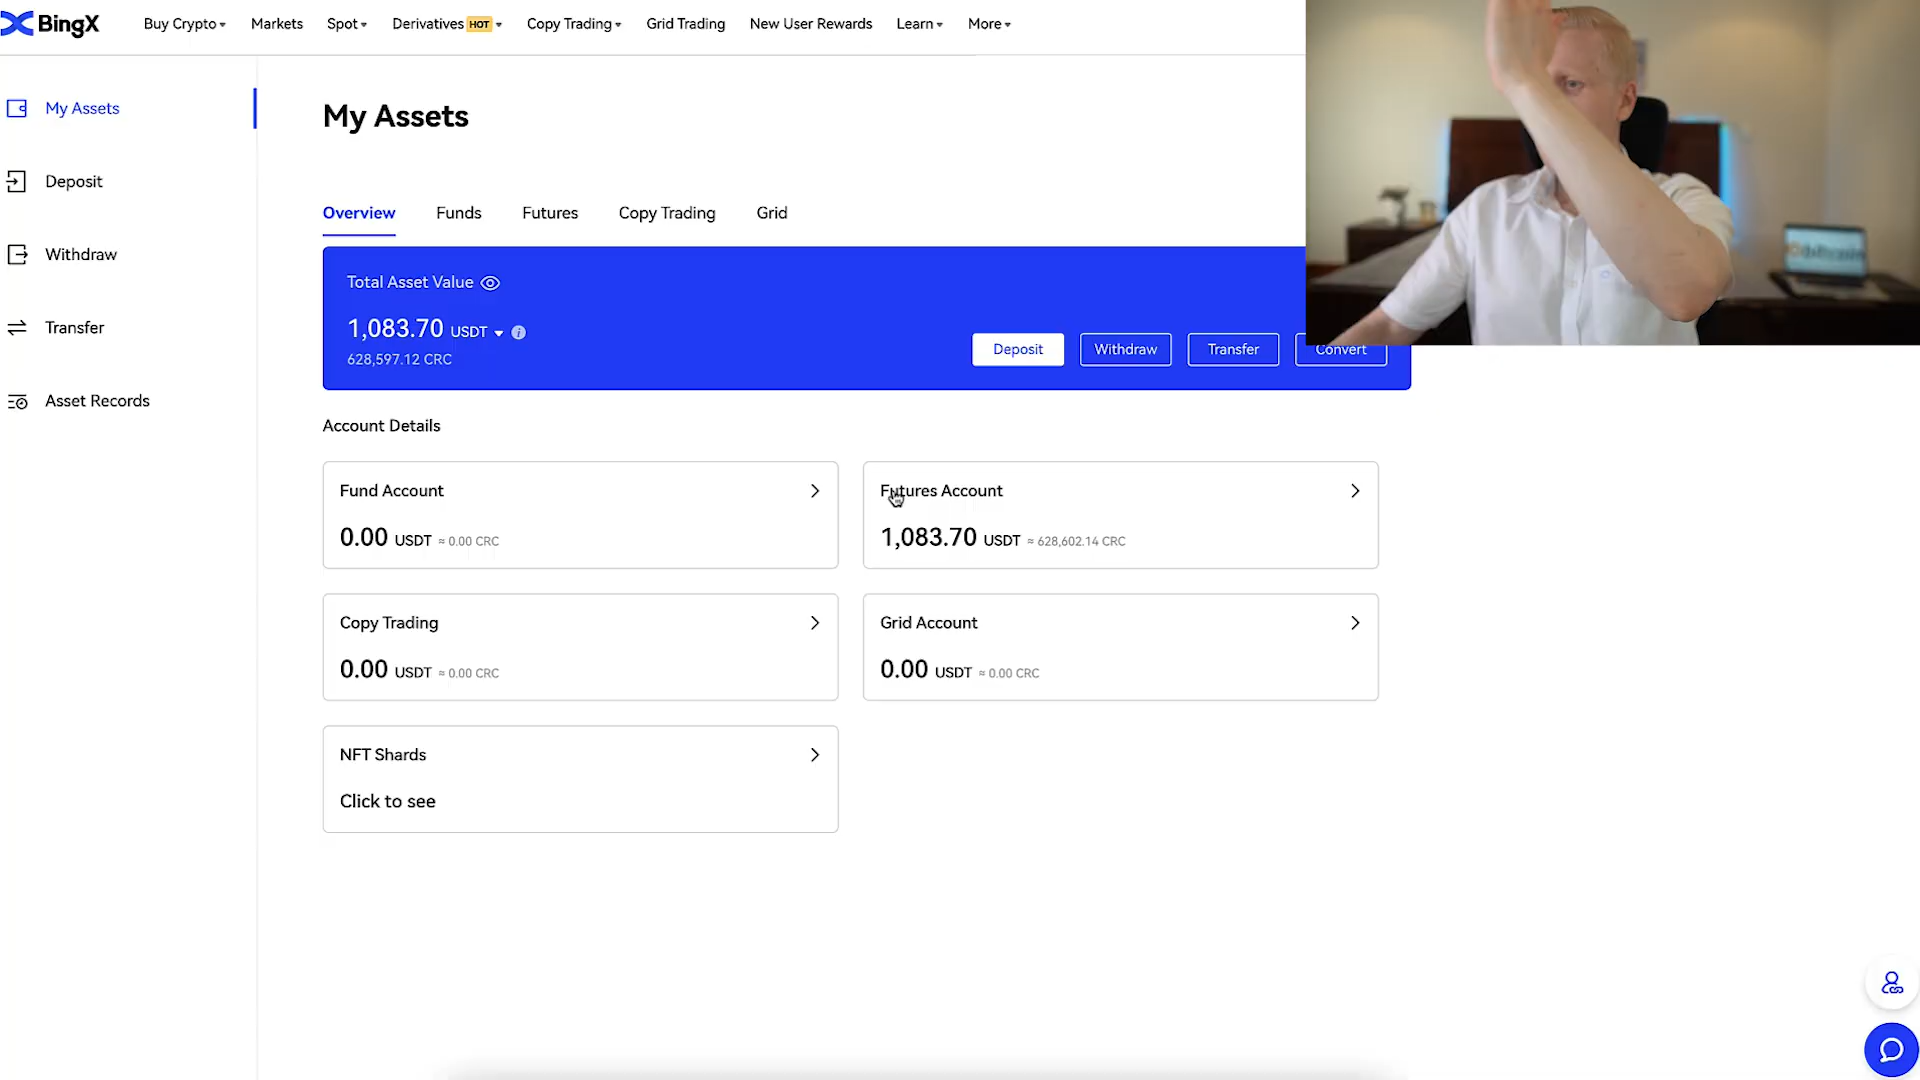 BingX
Buy Crypto
Markets
Spot
Derivatives HOT
Copy Trading
Grid Trading
New User Rewards
Learn
More
My Assets
Deposit
Withdraw
Transfer
Asset Records
My Assets
Overview
Funds
Futures
Copy Trading
Grid
Total Asset Value
1,083.70 USDT
628,597.12 CRC
Deposit
Withdraw
Transfer
Convert
Account Details
Fund Account
0.00 USDT ≈ 0.00 CRC
Futures Account
1,083.70 USDT ≈ 628,602.14 CRC
Copy Trading
0.00 USDT ≈ 0.00 CRC
Grid Account
0.00 USDT ≈ 0.00 CRC
NFT Shards
Click to see